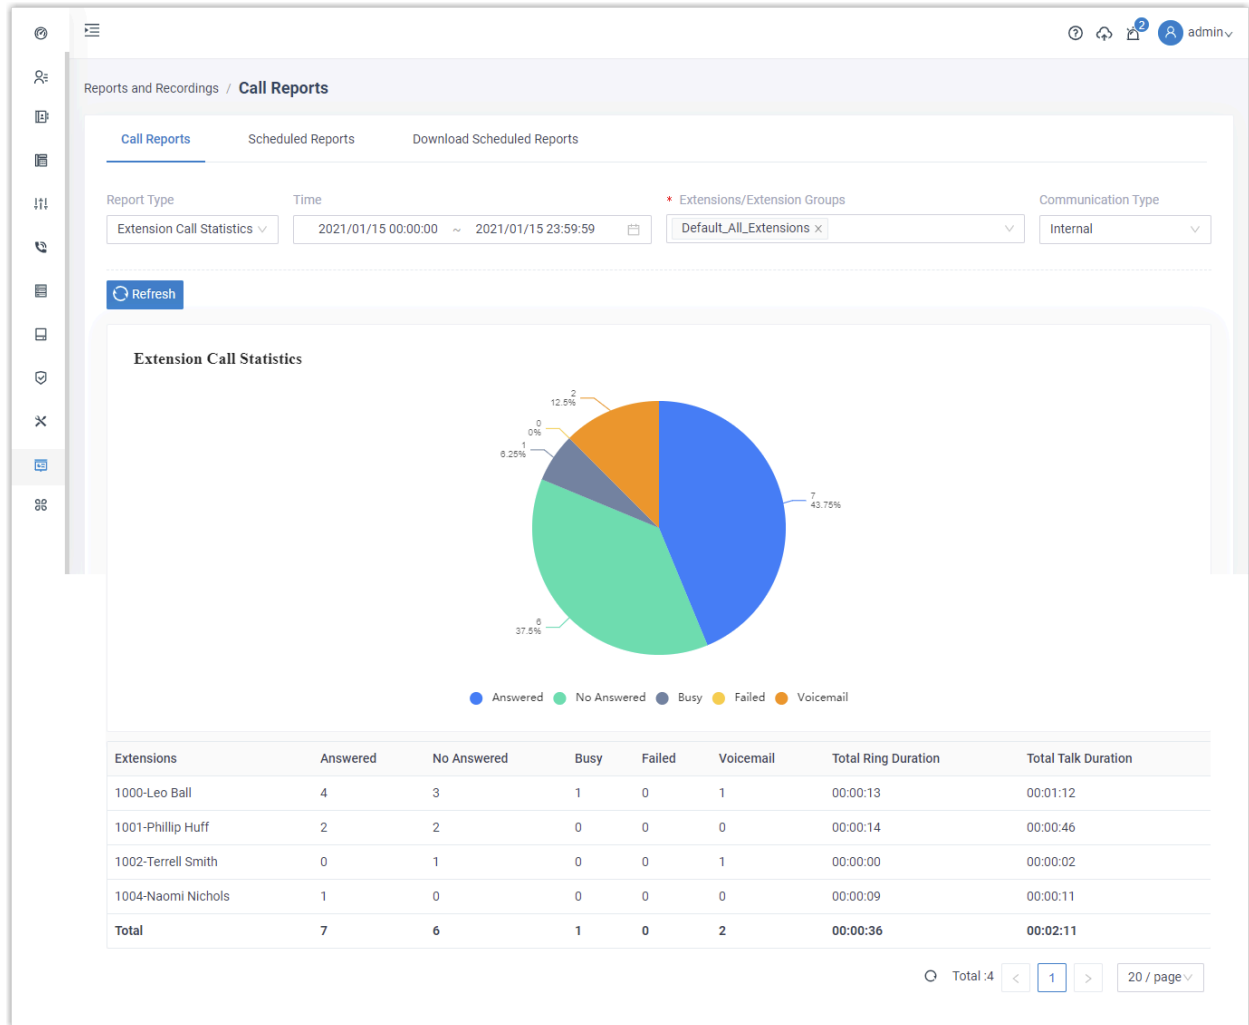 2
A admin
Reports and Recordings / Call Reports
Call Reports Scheduled Reports Download Scheduled Reports
Report Type Time * Extensions/Extension Groups Communication Type
Extension Call Statistics 2021/01/15 00:00:00 ~ 2021/01/15 23:59:59 Default_All_Extensions × Internal
Refresh
Extension Call Statistics
2
12.5%
0
0%
1
6.25%
7
43.75%
6
37.5%
Answered No Answered Busy Failed Voicemail
Extensions Answered No Answered Busy Failed Voicemail Total Ring Duration Total Talk Duration
1000-Leo Ball 4 3 1 0 1 00:00:13 00:01:12
1001-Phillip Huff 2 2 0 0 0 00:00:14 00:00:46
1002-Terrell Smith 0 1 0 0 1 00:00:00 00:00:02
1004-Naomi Nichols 1 0 0 0 0 00:00:09 00:00:11
Total 7 6 1 0 2 00:00:36 00:02:11
Total :4 < 1 > 20 / page